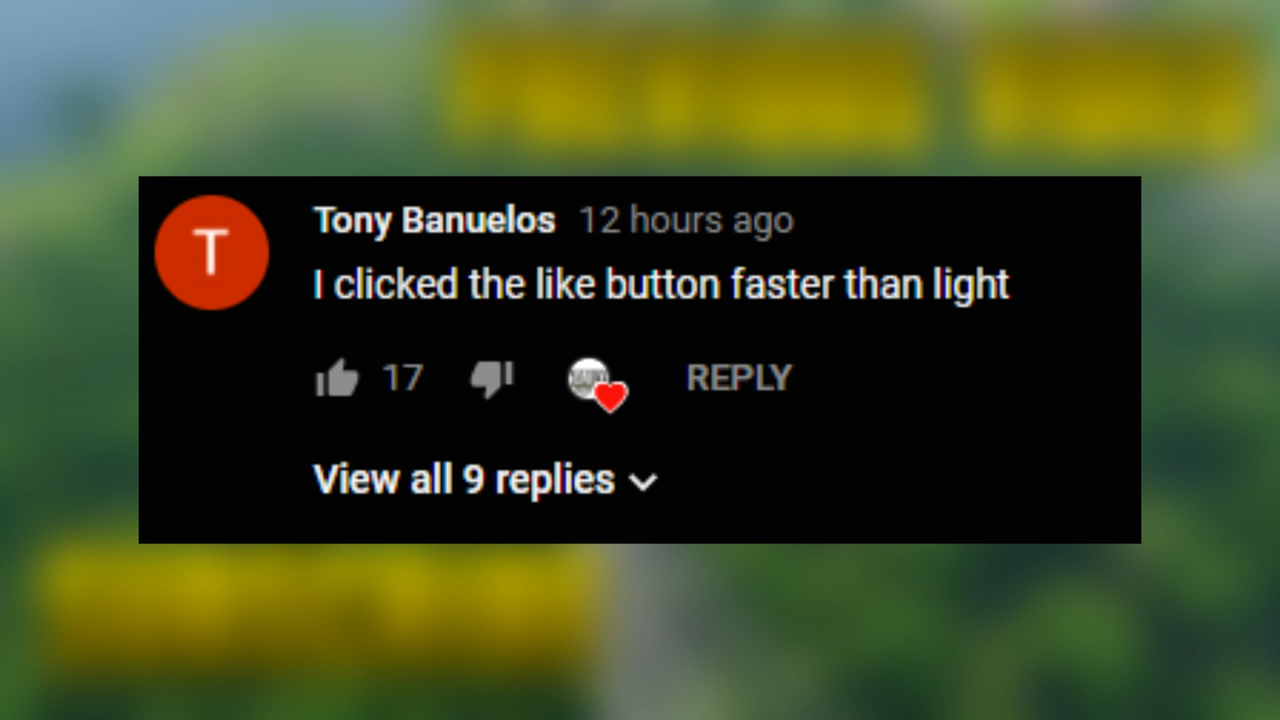 T
Tony Banuelos 12 hours ago
I clicked the like button faster than light
17 REPLY
View all 9 replies